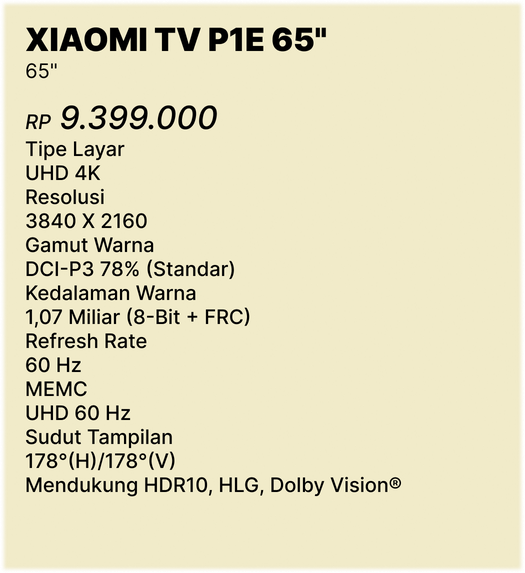 XIAOMI TV P1E 65"
65"
RP 9.399.000
Tipe Layar
UHD 4K
Resolusi
3840 X 2160
Gamut Warna
DCI-P3 78% (Standar)
Kedalaman Warna
1,07 Miliar (8-Bit + FRC)
Refresh Rate
60 Hz
MEMC
UHD 60 Hz
Sudut Tampilan
178°(H)/178°(V)
Mendukung HDR10, HLG, Dolby Vision®